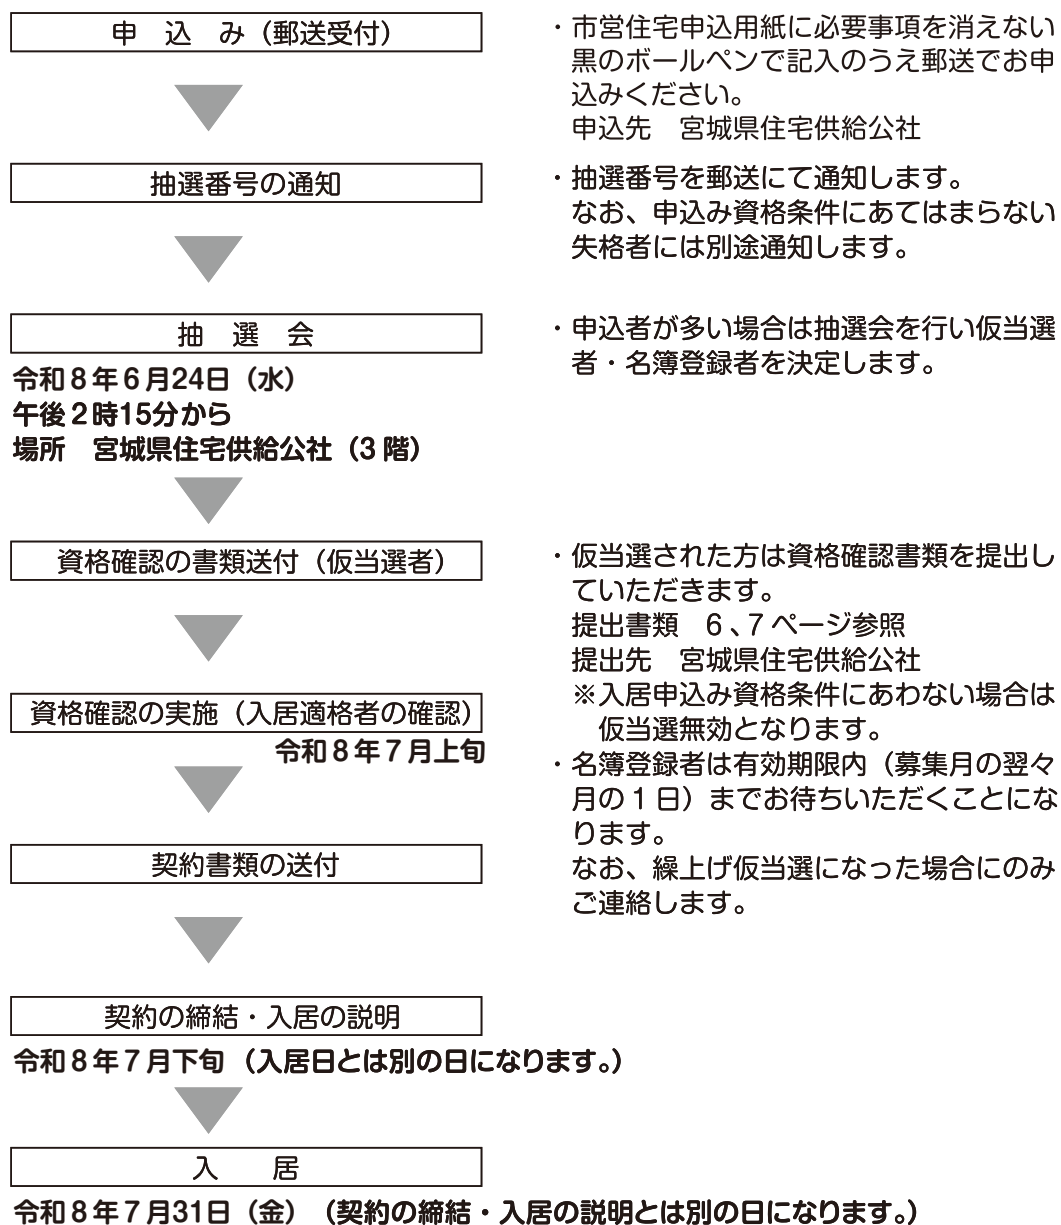 申　込　み（郵送受付）
・市営住宅申込用紙に必要事項を消えない
黒のボールペンで記入のうえ郵送でお申
込みください。
申込先　宮城県住宅供給公社
抽選番号の通知
・抽選番号を郵送にて通知します。
なお、申込み資格条件にあてはまらない
失格者には別途通知します。
抽　選　会
令和８年６月24日（水）
午後２時15分から
場所　宮城県住宅供給公社（3 階）
・申込者が多い場合は抽選会を行い仮当選
者・名簿登録者を決定します。
資格確認の書類送付（仮当選者）
・仮当選された方は資格確認書類を提出し
ていただきます。
提出書類　６、７ページ参照
提出先　宮城県住宅供給公社
※入居申込み資格条件にあわない場合は
仮当選無効となります。
資格確認の実施（入居適格者の確認）
令和８年７月上旬
・名簿登録者は有効期限内（募集月の翌々
月の１日）までお待ちいただくことにな
ります。
なお、繰上げ仮当選になった場合にのみ
ご連絡します。
契約書類の送付
契約の締結・入居の説明
令和８年７月下旬（入居日とは別の日になります。）
入　　居
令和８年７月31日（金）（契約の締結・入居の説明とは別の日になります。）